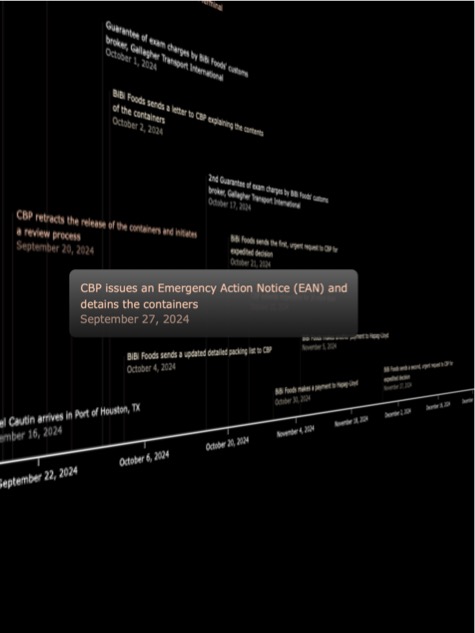 Guarantee of exam charges by BiBi Foods' customs
broker, Gallagher Transport International
October 1, 2024
BiBi Foods sends a letter to CBP explaining the contents
of the containers
October 2, 2024
2nd Guarantee of exam charges by BiBi Foods' customs
broker, Gallagher Transport International
October 17, 2024
CBP retracts the release of the containers and initiates
a review process
September 20, 2024
BiBi Foods sends the first, urgent request to CBP for
expedited decision
October 21, 2024
CBP issues an Emergency Action Notice (EAN) and
detains the containers
September 27, 2024
payment to Hapag-Lloyd
November 5, 2024
BiBi Foods sends a updated detailed packing list to CBP
October 4, 2024
BiBi Foods sends a second, urgent request to CBP for
expedited decision
BiBi Foods makes a payment to Hapag-Lloyd
October 30, 2024
el Cautin arrives in Port of Houston, TX
ember 16, 2024
September 22, 2024
October 6, 2024
October 20, 2024
November 4, 2024
November 18, 2024
December 2, 2024
December 16, 2024